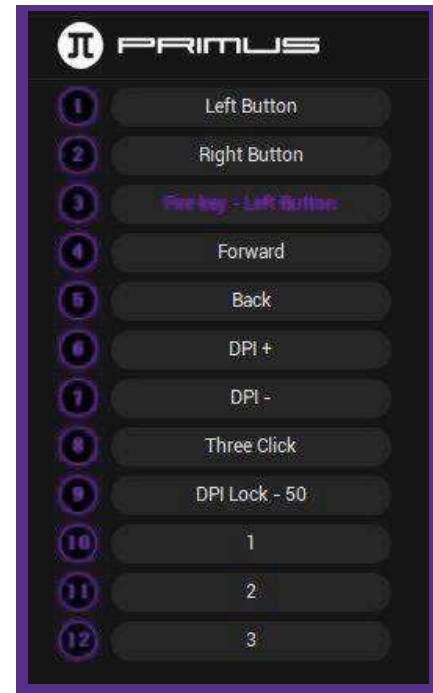 PRIMUS
1 Left Button
2 Right Button
3 Fire key - Left Button
4 Forward
5 Back
6 DPI +
7 DPI -
8 Three Click
9 DPI Lock - 50
10 1
11 2
12 3